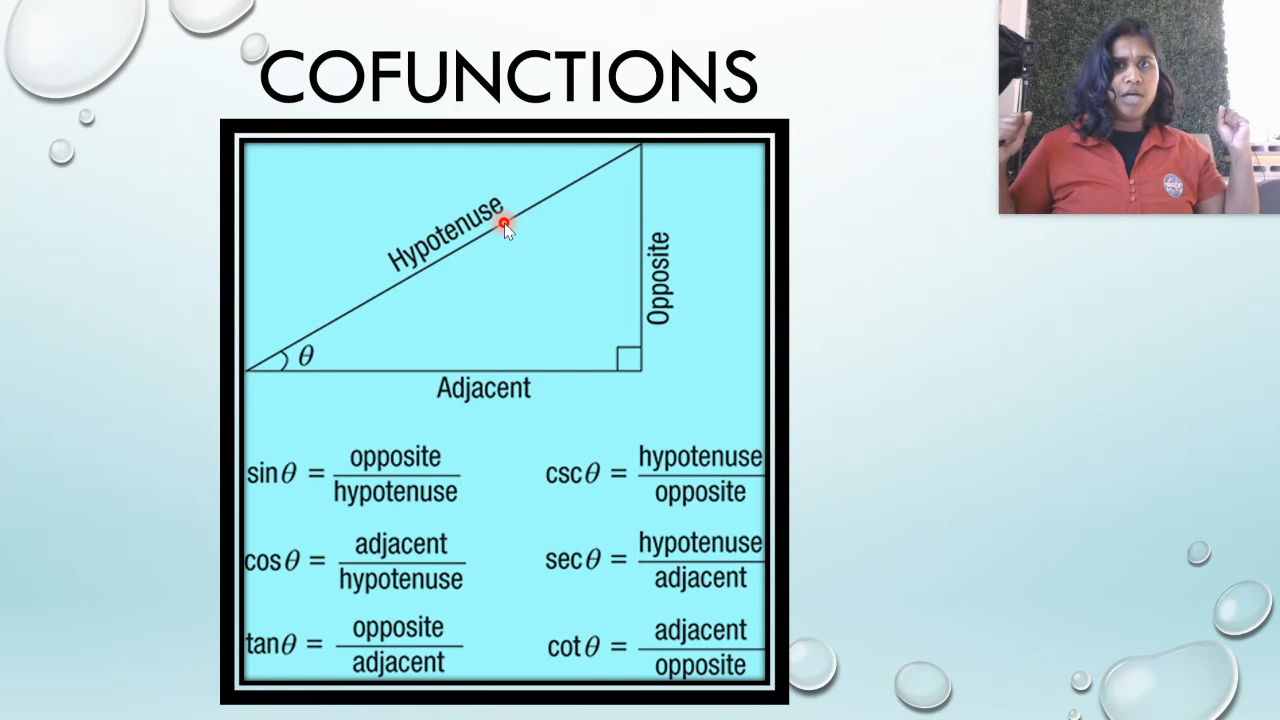 COFUNCTIONS
Hypotenuse
Opposite
θ
Adjacent
sinθ = opposite/hypotenuse
cscθ = hypotenuse/opposite
cosθ = adjacent/hypotenuse
secθ = hypotenuse/adjacent
tanθ = opposite/adjacent
cotθ = adjacent/opposite